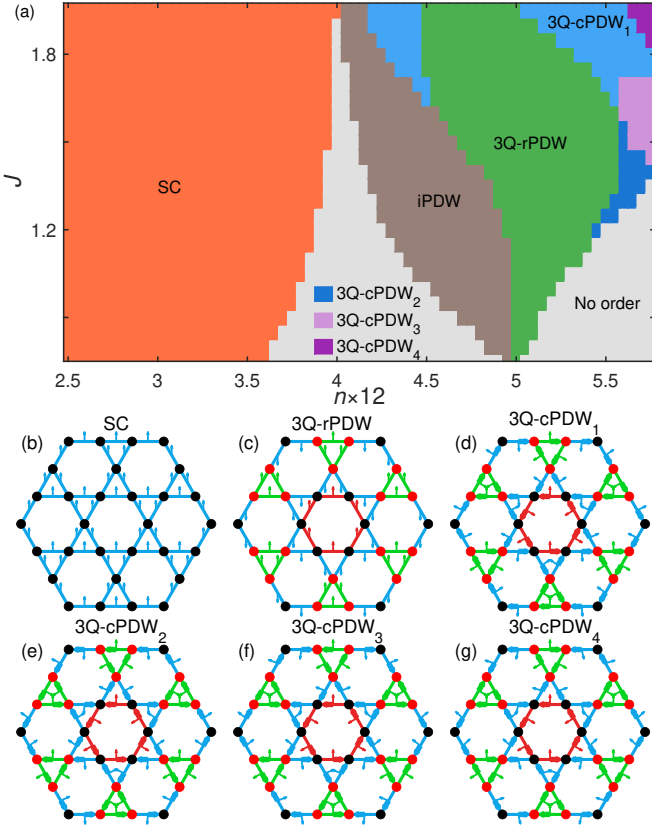 (a)
3Q-cPDW₁
1.8
3Q-rPDW
J
SC
iPDW
1.2
3Q-cPDW₂
No order
3Q-cPDW₃
3Q-cPDW₄
2.5 3 3.5 4 4.5 5 5.5
n×12
(b) SC (c) 3Q-rPDW (d) 3Q-cPDW₁
(e) 3Q-cPDW₂ (f) 3Q-cPDW₃ (g) 3Q-cPDW₄